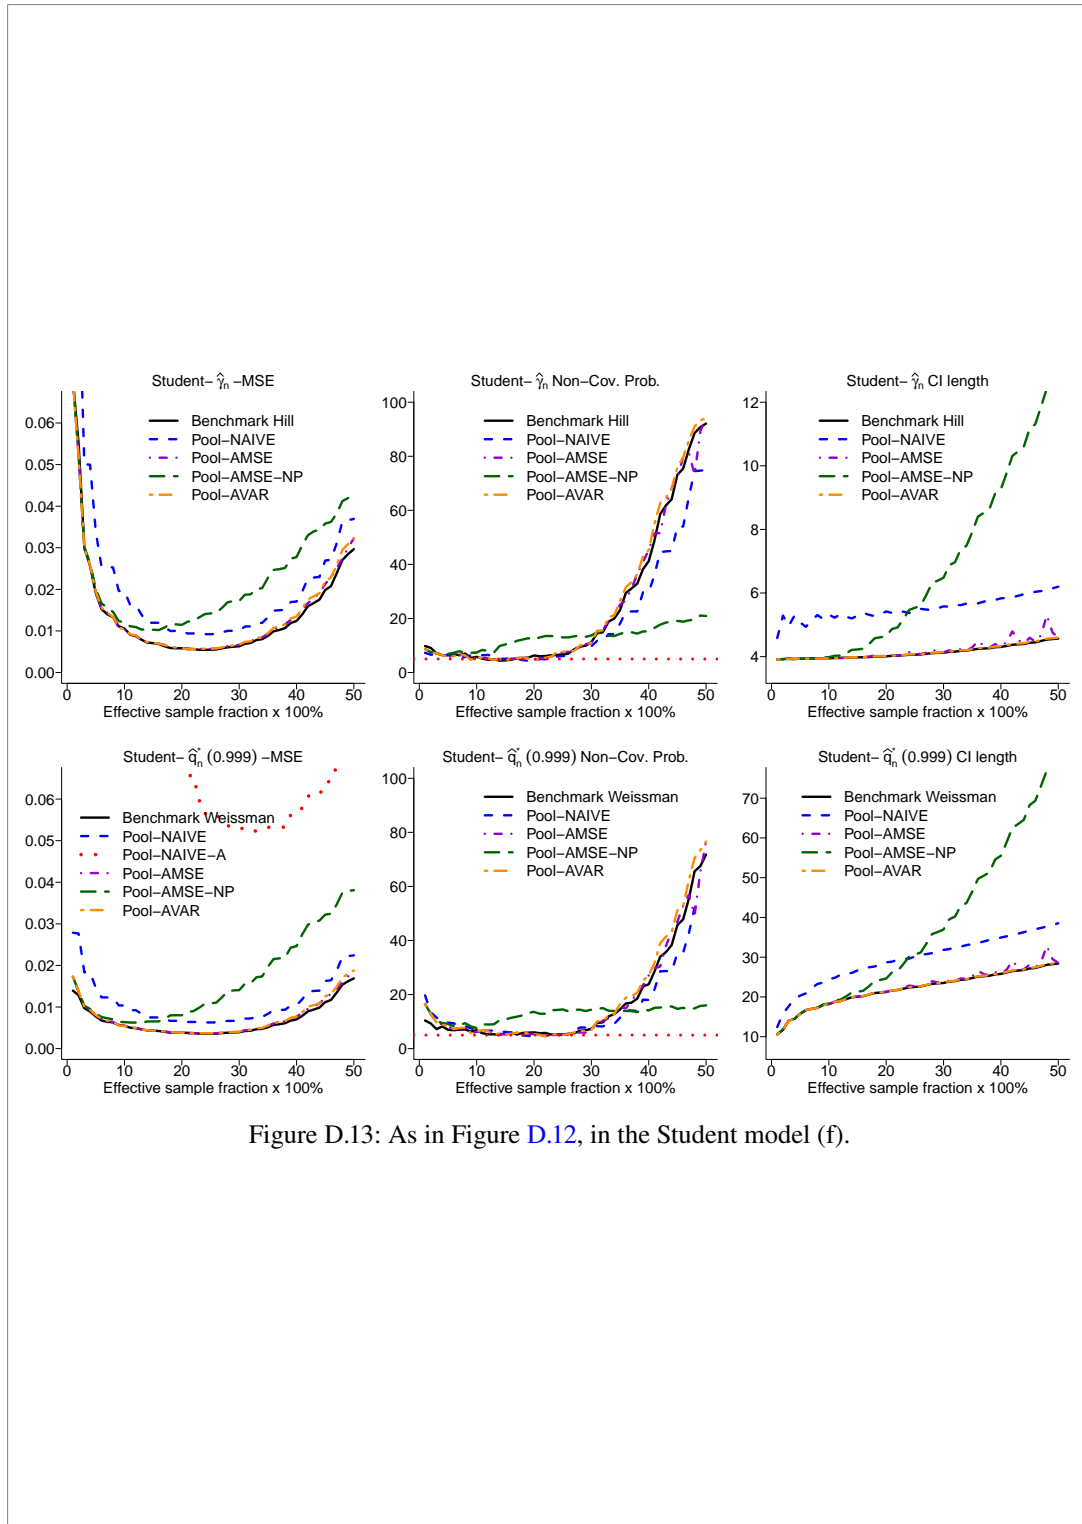 Student– γ̂n –MSE
0.00
0.01
0.02
0.03
0.04
0.05
0.06
Benchmark Hill
Pool–NAIVE
Pool–AMSE
Pool–AMSE–NP
Pool–AVAR
0 10 20 30 40 50
Effective sample fraction x 100%
Student– γ̂n Non–Cov. Prob.
0
20
40
60
80
100
Benchmark Hill
Pool–NAIVE
Pool–AMSE
Pool–AMSE–NP
Pool–AVAR
0 10 20 30 40 50
Effective sample fraction x 100%
Student– γ̂n CI length
4
6
8
10
12
Benchmark Hill
Pool–NAIVE
Pool–AMSE
Pool–AMSE–NP
Pool–AVAR
0 10 20 30 40 50
Effective sample fraction x 100%
Student– q̂n* (0.999) –MSE
0.00
0.01
0.02
0.03
0.04
0.05
0.06
Benchmark Weissman
Pool–NAIVE
Pool–NAIVE–A
Pool–AMSE
Pool–AMSE–NP
Pool–AVAR
0 10 20 30 40 50
Effective sample fraction x 100%
Student– q̂n* (0.999) Non–Cov. Prob.
0
20
40
60
80
100
Benchmark Weissman
Pool–NAIVE
Pool–AMSE
Pool–AMSE–NP
Pool–AVAR
0 10 20 30 40 50
Effective sample fraction x 100%
Student– q̂n* (0.999) CI length
10
20
30
40
50
60
70
Benchmark Weissman
Pool–NAIVE
Pool–AMSE
Pool–AMSE–NP
Pool–AVAR
0 10 20 30 40 50
Effective sample fraction x 100%
Figure D.13: As in Figure D.12, in the Student model (f).